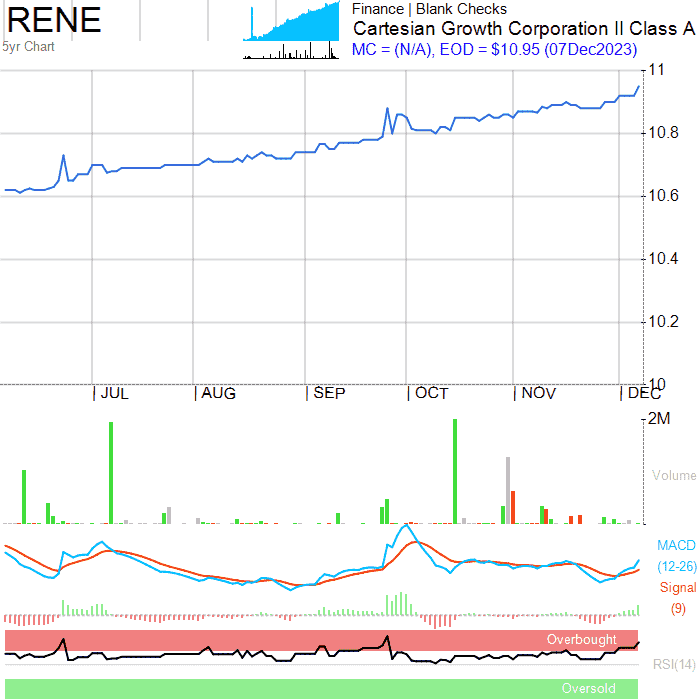 RENE
5yr Chart
Finance | Blank Checks
Cartesian Growth Corporation II Class A
MC = (N/A), EOD = $10.95 (07Dec2023)
11
10.8
10.6
10.4
10.2
10
JUL AUG SEP OCT NOV DEC
2M
Volume
MACD
(12-26)
Signal
(9)
Overbought
RSI(14)
Oversold